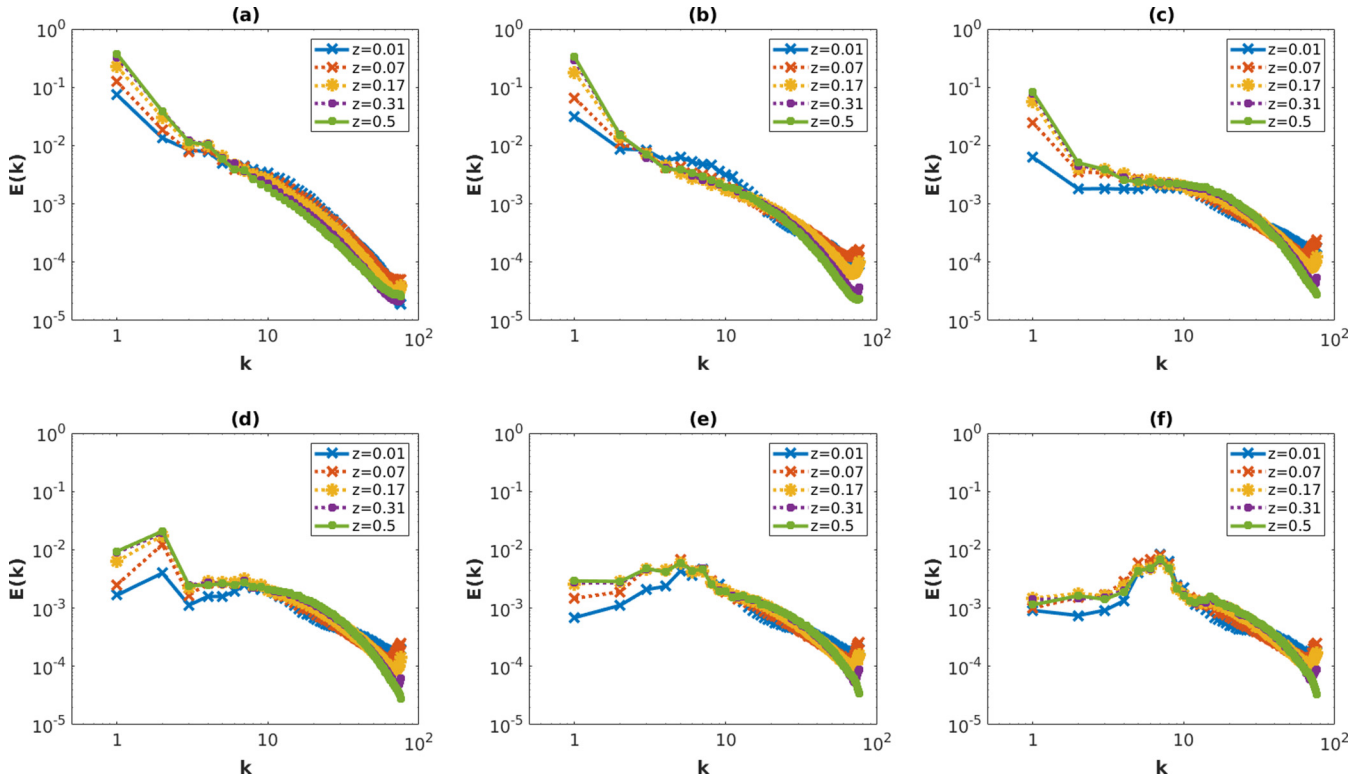 (a)
10^0
10^-1
10^-2
10^-3
10^-4
10^-5
E(k)
z=0.01
z=0.07
z=0.17
z=0.31
z=0.5
1
10
10^2
k
(b)
10^0
10^-1
10^-2
10^-3
10^-4
10^-5
E(k)
z=0.01
z=0.07
z=0.17
z=0.31
z=0.5
1
10
10^2
k
(c)
10^0
10^-1
10^-2
10^-3
10^-4
10^-5
E(k)
z=0.01
z=0.07
z=0.17
z=0.31
z=0.5
1
10
10^2
k
(d)
10^0
10^-1
10^-2
10^-3
10^-4
10^-5
E(k)
z=0.01
z=0.07
z=0.17
z=0.31
z=0.5
1
10
10^2
k
(e)
10^0
10^-1
10^-2
10^-3
10^-4
10^-5
E(k)
z=0.01
z=0.07
z=0.17
z=0.31
z=0.5
1
10
10^2
k
(f)
10^0
10^-1
10^-2
10^-3
10^-4
10^-5
E(k)
z=0.01
z=0.07
z=0.17
z=0.31
z=0.5
1
10
10^2
k